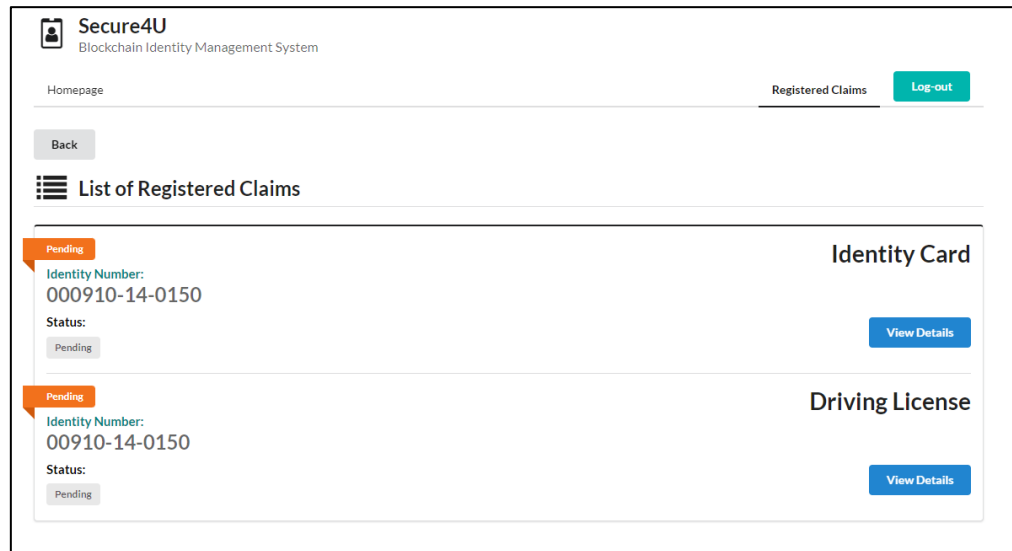 Secure4U
Blockchain Identity Management System
Homepage
Registered Claims
Log-out
Back
List of Registered Claims
Pending
Identity Card
Identity Number:
000910-14-0150
Status:
View Details
Pending
Pending
Driving License
Identity Number:
00910-14-0150
Status:
View Details
Pending